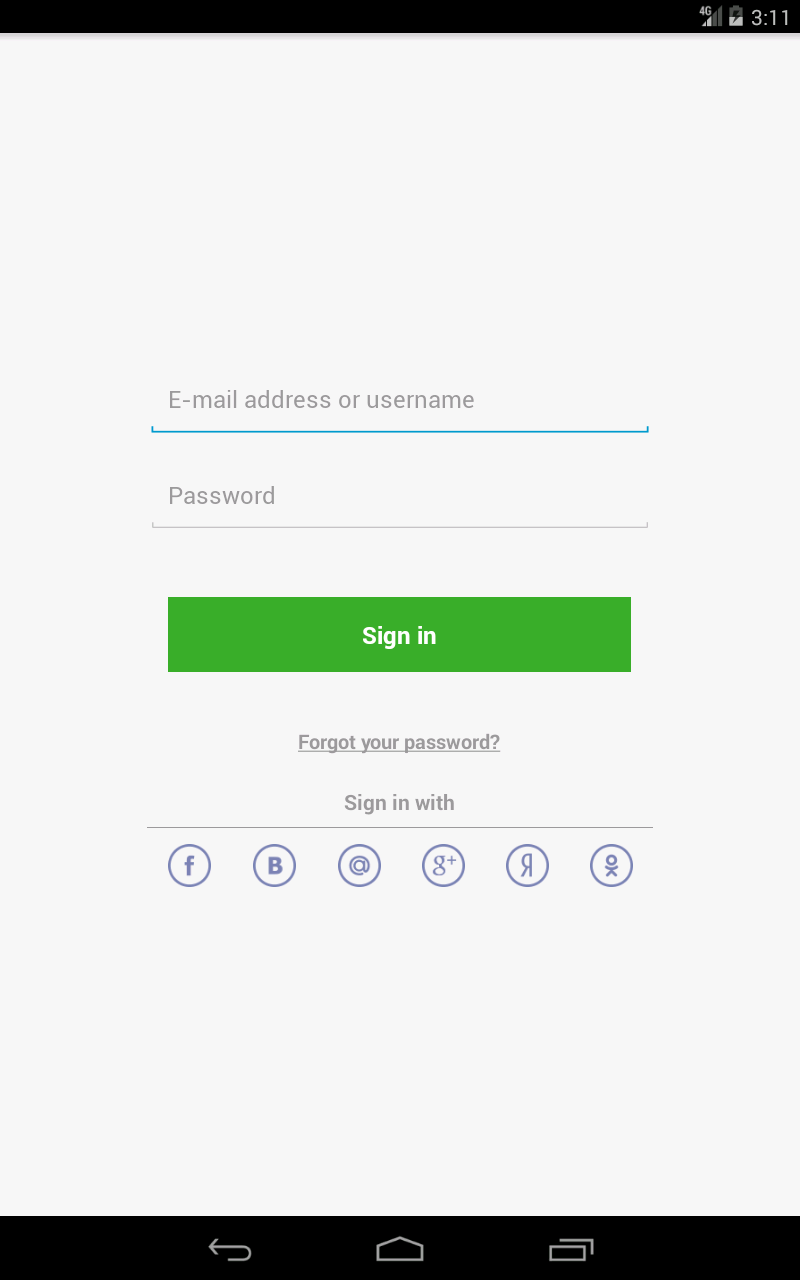 4G 3:11
E-mail address or username
Password
Sign in
Forgot your password?
Sign in with
f B @ g+ Я